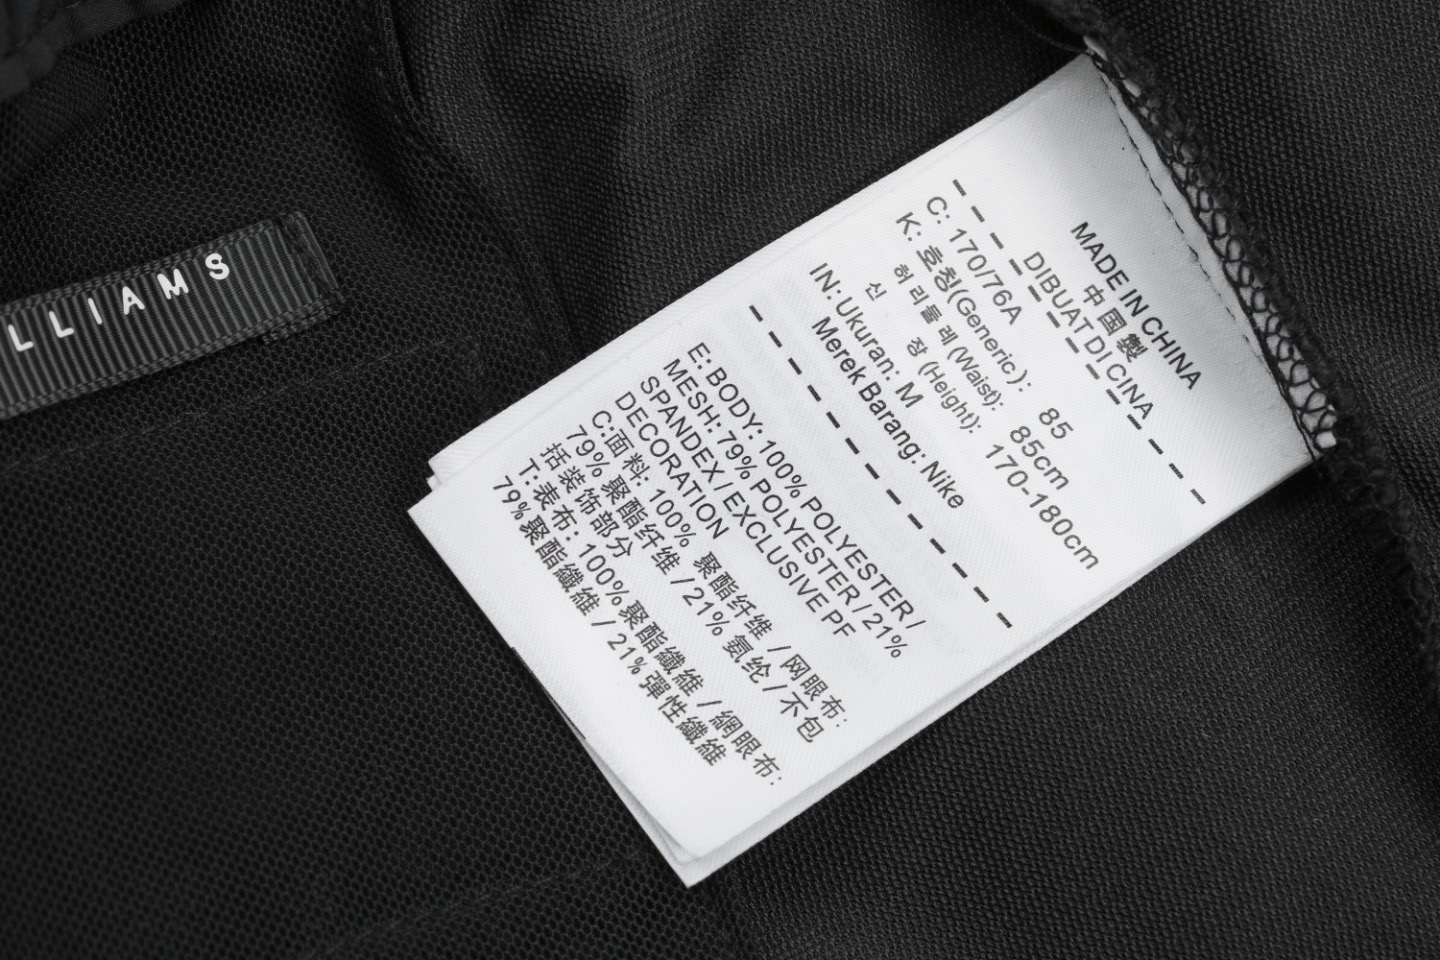 LLIAMS
MADE IN CHINA
中国製
DIBUAT DI CINA
C: 170/76A
K: 호칭(Generic): 85
허리둘레(Waist): 85cm
신 장 (Height): 170-180cm
IN: Ukuran: M
Merek Barang: Nike
E: BODY: 100% POLYESTER /
MESH: 79% POLYESTER / 21%
SPANDEX / EXCLUSIVE PF
DECORATION
C:面料: 100% 聚酯纤维 / 网眼布:
79% 聚酯纤维 / 21% 氨纶 / 不包
括装饰部分
T:表布: 100%聚酯纖維 / 網眼布:
79%聚酯纖維 / 21%彈性纖維